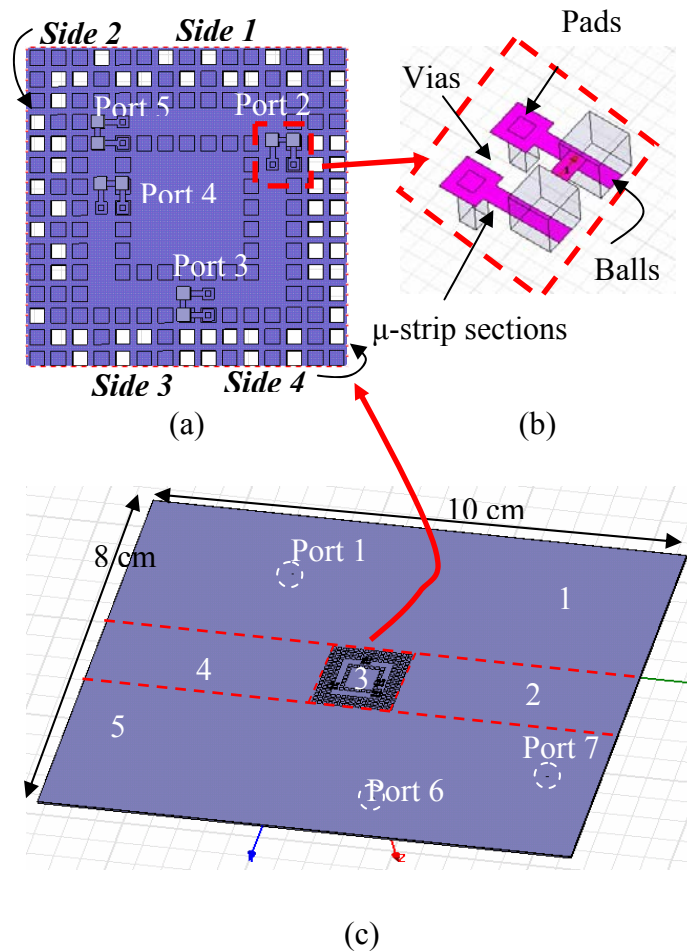 Side 2
Side 1
Port 5
Port 2
Port 4
Port 3
Side 3
Side 4
(a)
Pads
Vias
Balls
μ-strip sections
(b)
10 cm
8 cm
Port 1
1
4
3
2
5
Port 7
Port 6
(c)